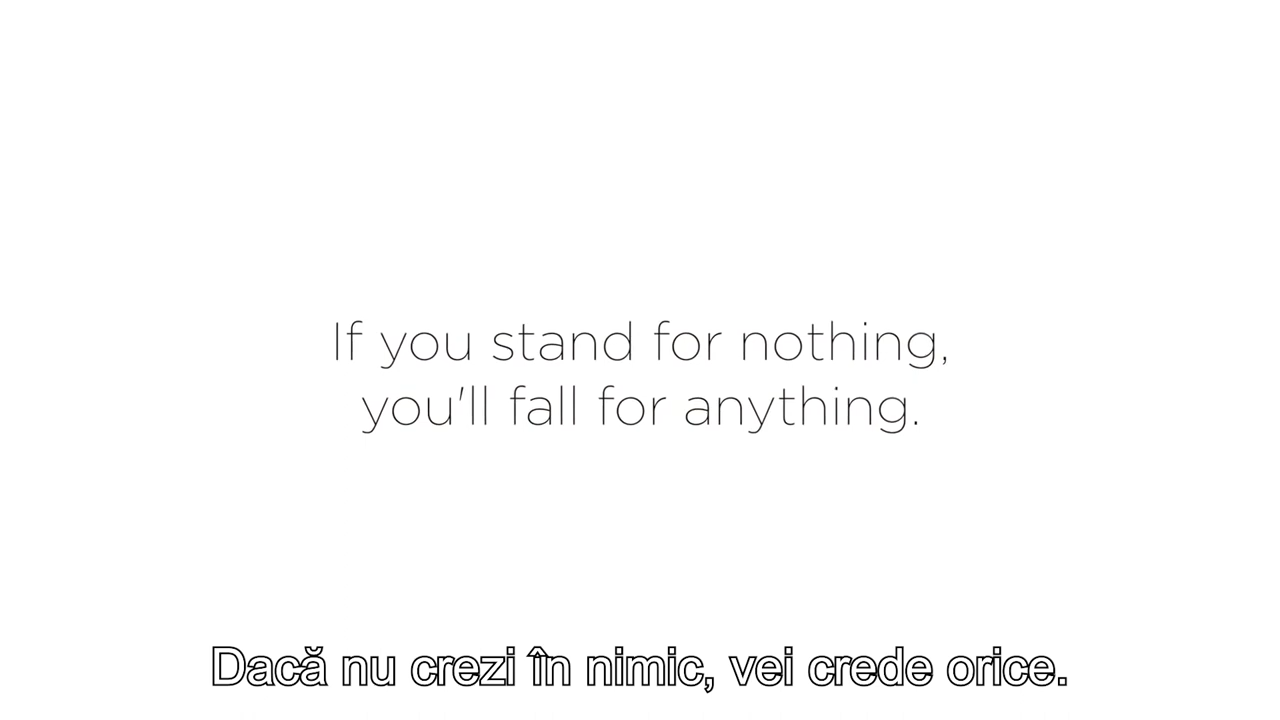 If you stand for nothing,
you'll fall for anything.
Dacă nu crezi în nimic, vei crede orice.